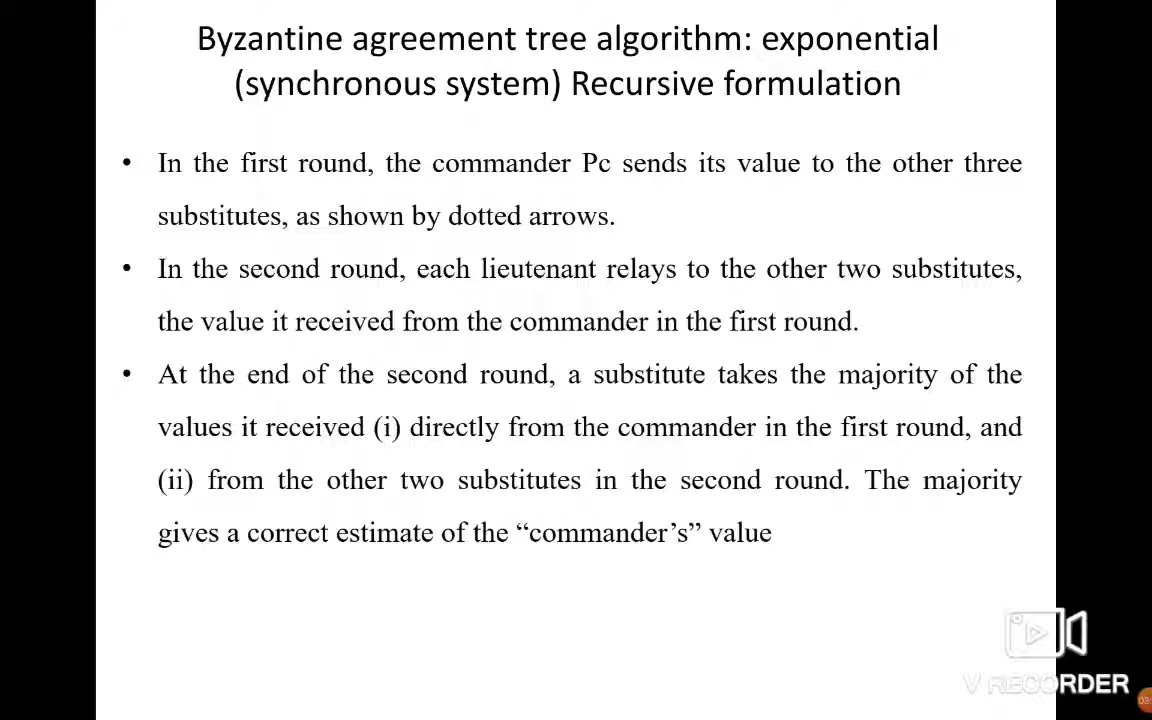 Byzantine agreement tree algorithm: exponential
(synchronous system) Recursive formulation
• In the first round, the commander Pc sends its value to the other three
substitutes, as shown by dotted arrows.
• In the second round, each lieutenant relays to the other two substitutes,
the value it received from the commander in the first round.
• At the end of the second round, a substitute takes the majority of the
values it received (i) directly from the commander in the first round, and
(ii) from the other two substitutes in the second round. The majority
gives a correct estimate of the “commander’s” value
V RECORDER